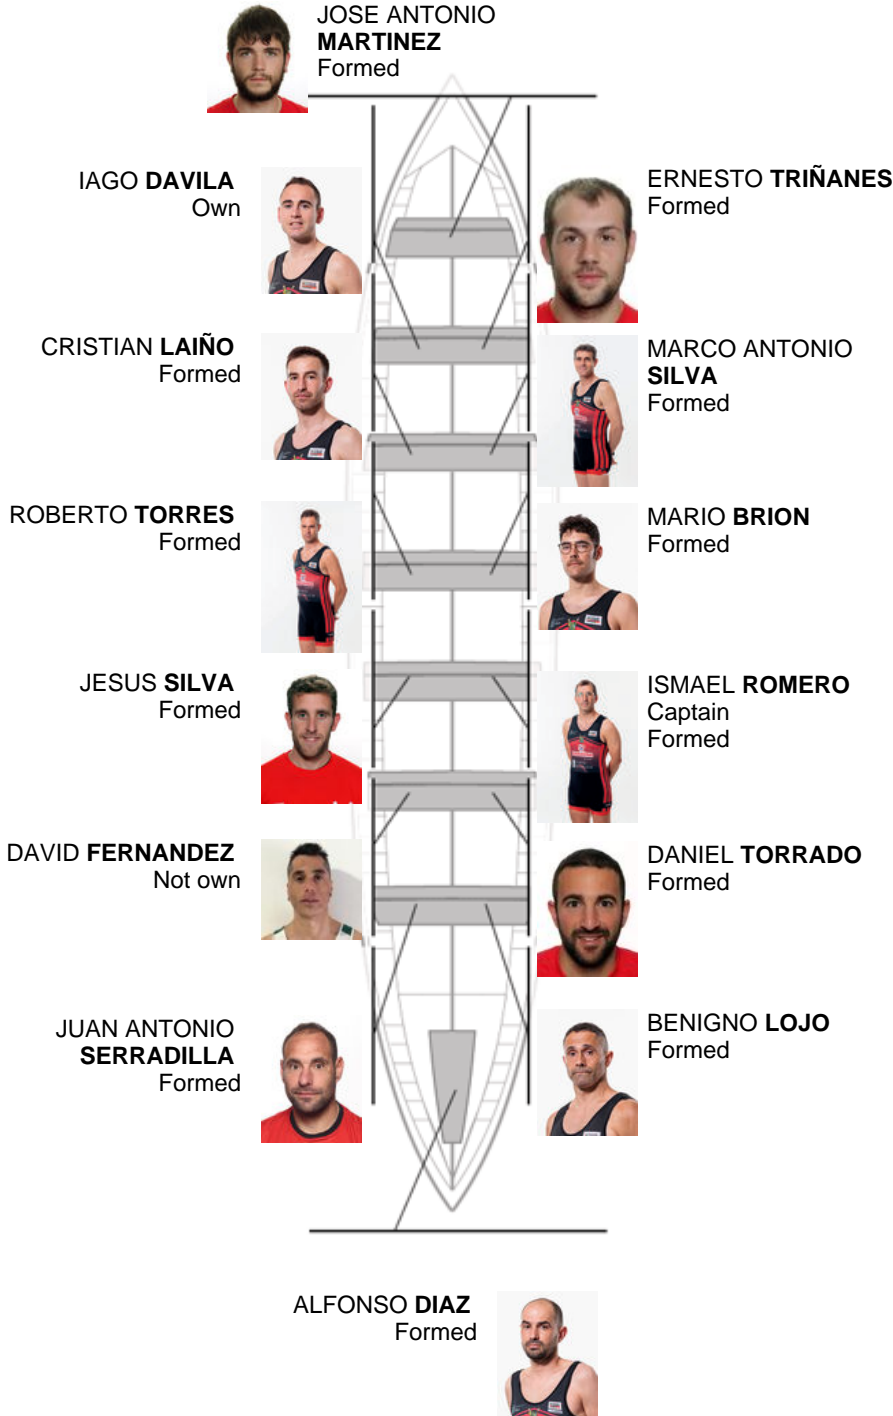 JOSE ANTONIO
MARTINEZ
Formed
IAGO DAVILA
Own
ERNESTO TRIÑANES
Formed
CRISTIAN LAIÑO
Formed
MARCO ANTONIO
SILVA
Formed
ROBERTO TORRES
Formed
MARIO BRION
Formed
JESUS SILVA
Formed
ISMAEL ROMERO
Captain
Formed
DAVID FERNANDEZ
Not own
DANIEL TORRADO
Formed
JUAN ANTONIO
SERRADILLA
Formed
BENIGNO LOJO
Formed
ALFONSO DIAZ
Formed